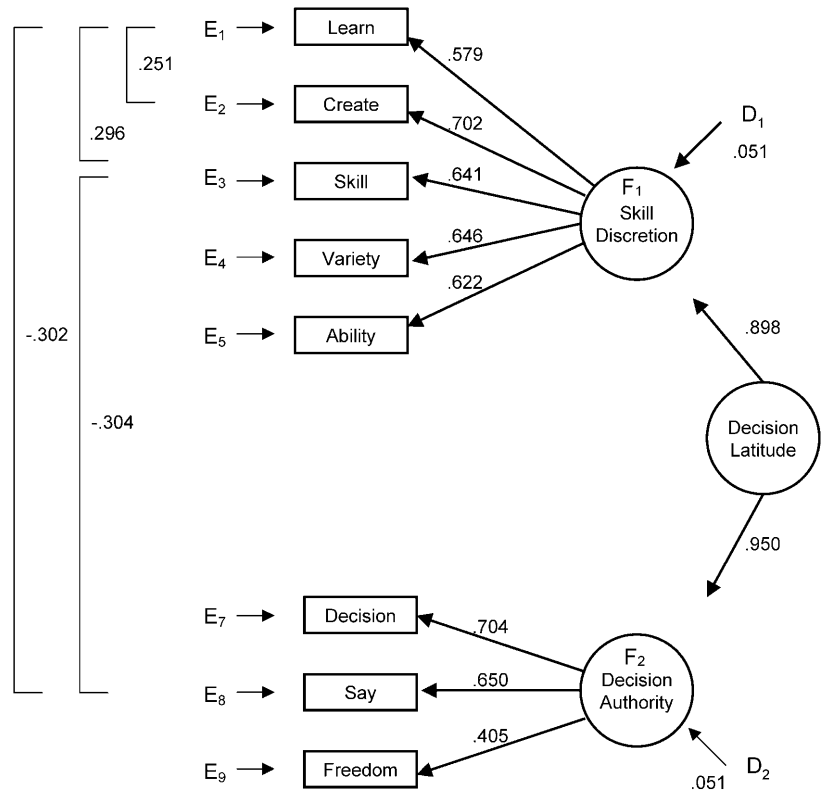 E1
Learn
.579
.251
E2
Create
.702
D1
.051
.296
E3
Skill
.641
F1
Skill
Discretion
E4
Variety
.646
.622
E5
Ability
-.302
.898
-.304
Decision
Latitude
.950
E7
Decision
.704
F2
Decision
Authority
E8
Say
.650
.405
E9
Freedom
D2
.051